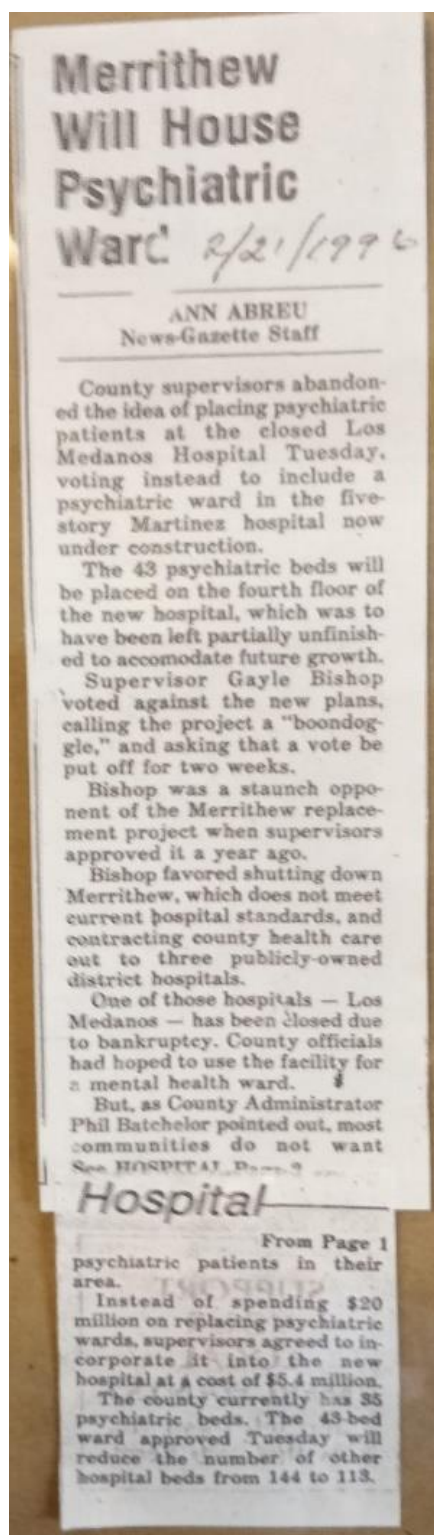 Merrithew
Will House
Psychiatric
Ward 2/21/1996
ANN ABREU
News-Gazette Staff
County supervisors abandon-
ed the idea of placing psychiatric
patients at the closed Los
Medanos Hospital Tuesday,
voting instead to include a
psychiatric ward in the five-
story Martinez hospital now
under construction.
The 43 psychiatric beds will
be placed on the fourth floor of
the new hospital, which was to
have been left partially unfinish-
ed to accomodate future growth.
Supervisor Gayle Bishop
voted against the new plans,
calling the project a "boondog-
gle," and asking that a vote be
put off for two weeks.
Bishop was a staunch oppo-
nent of the Merrithew replace-
ment project when supervisors
approved it a year ago.
Bishop favored shutting down
Merrithew, which does not meet
current hospital standards, and
contracting county health care
out to three publicly-owned
district hospitals.
One of those hospitals — Los
Medanos — has been closed due
to bankruptcy. County officials
had hoped to use the facility for
a mental health ward.
But, as County Administrator
Phil Batchelor pointed out, most
communities do not want
See HOSPITAL, Page 2
Hospital
From Page 1
psychiatric patients in their
area.
Instead of spending $20
million on replacing psychiatric
wards, supervisors agreed to in-
corporate it into the new
hospital at a cost of $5.4 million.
The county currently has 35
psychiatric beds. The 43-bed
ward approved Tuesday will
reduce the number of other
hospital beds from 144 to 113.